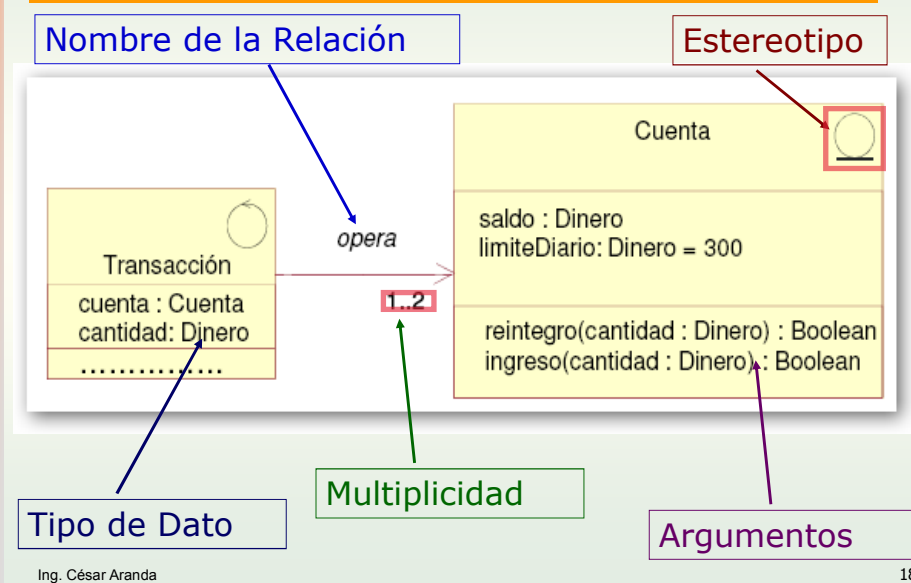 Nombre de la Relación
Estereotipo
Cuenta
saldo : Dinero
limiteDiario: Dinero = 300
reintegro(cantidad : Dinero) : Boolean
ingreso(cantidad : Dinero) : Boolean
opera
1..2
Transacción
cuenta : Cuenta
cantidad: Dinero
...............
Multiplicidad
Tipo de Dato
Argumentos
Ing. César Aranda
18